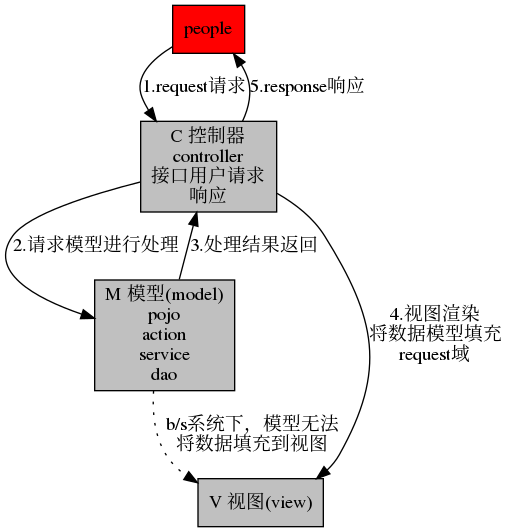 people
1.request请求
5.response响应
C 控制器
controller
接口用户请求
响应
2.请求模型进行处理
3.处理结果返回
M 模型(model)
pojo
action
service
dao
4.视图渲染
将数据模型填充
request域
b/s系统下，模型无法
将数据填充到视图
V 视图(view)